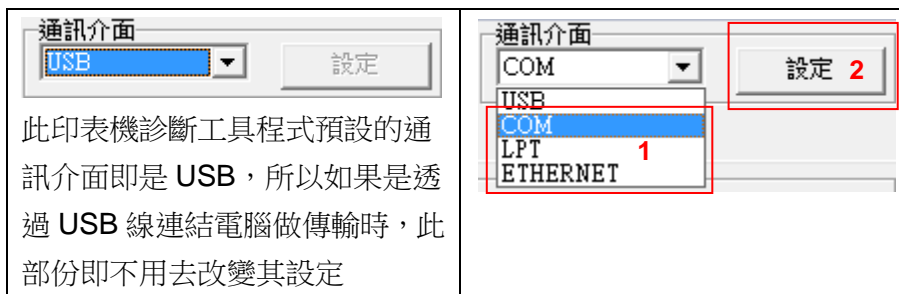 通訊介面
USB
設定
此印表機診斷工具程式預設的通
訊介面即是 USB，所以如果是透
過 USB 線連結電腦做傳輸時，此
部份即不用去改變其設定
通訊介面
COM
設定 2
USB
COM
LPT 1
ETHERNET